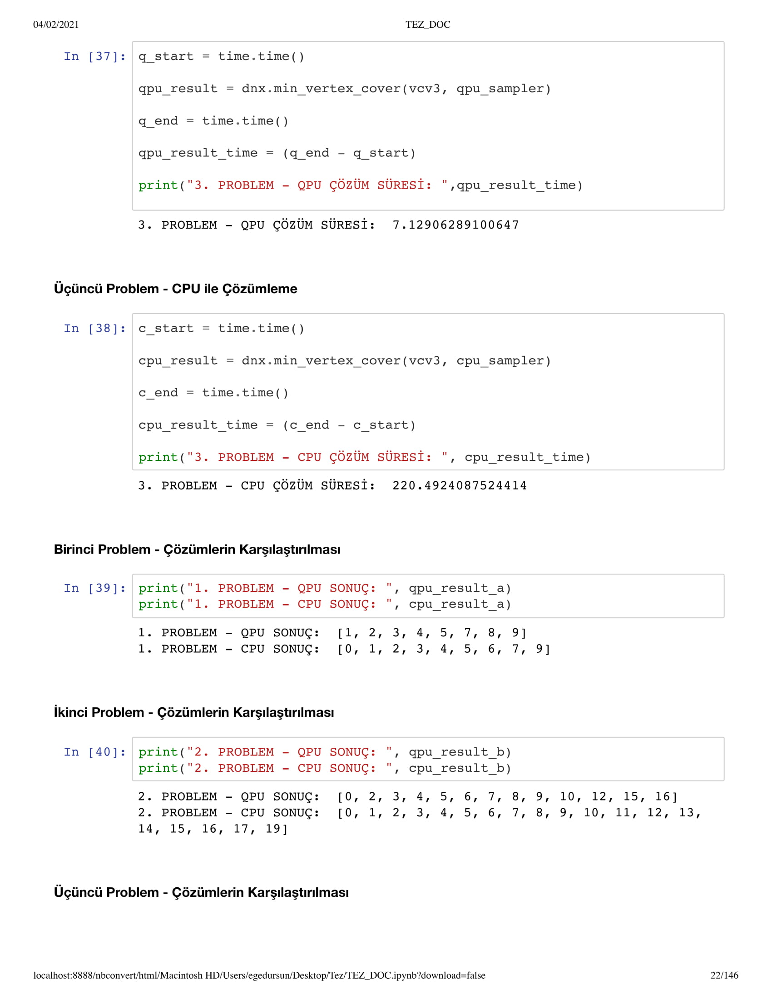 04/02/2021
TEZ_DOC
In [37]: q_start = time.time()
qpu_result = dnx.min_vertex_cover(vcv3, qpu_sampler)
q_end = time.time()
qpu_result_time = (q_end - q_start)
print("3. PROBLEM - QPU ÇÖZÜM SÜRESİ: ",qpu_result_time)
3. PROBLEM - QPU ÇÖZÜM SÜRESİ:  7.12906289100647
Üçüncü Problem - CPU ile Çözümleme
In [38]: c_start = time.time()
cpu_result = dnx.min_vertex_cover(vcv3, cpu_sampler)
c_end = time.time()
cpu_result_time = (c_end - c_start)
print("3. PROBLEM - CPU ÇÖZÜM SÜRESİ: ", cpu_result_time)
3. PROBLEM - CPU ÇÖZÜM SÜRESİ:  220.4924087524414
Birinci Problem - Çözümlerin Karşılaştırılması
In [39]: print("1. PROBLEM - QPU SONUÇ: ", qpu_result_a)
print("1. PROBLEM - CPU SONUÇ: ", cpu_result_a)
1. PROBLEM - QPU SONUÇ:  [1, 2, 3, 4, 5, 7, 8, 9]
1. PROBLEM - CPU SONUÇ:  [0, 1, 2, 3, 4, 5, 6, 7, 9]
İkinci Problem - Çözümlerin Karşılaştırılması
In [40]: print("2. PROBLEM - QPU SONUÇ: ", qpu_result_b)
print("2. PROBLEM - CPU SONUÇ: ", cpu_result_b)
2. PROBLEM - QPU SONUÇ:  [0, 2, 3, 4, 5, 6, 7, 8, 9, 10, 12, 15, 16]
2. PROBLEM - CPU SONUÇ:  [0, 1, 2, 3, 4, 5, 6, 7, 8, 9, 10, 11, 12, 13,
14, 15, 16, 17, 19]
Üçüncü Problem - Çözümlerin Karşılaştırılması
localhost:8888/nbconvert/html/Macintosh HD/Users/egedursun/Desktop/Tez/TEZ_DOC.ipynb?download=false
22/146